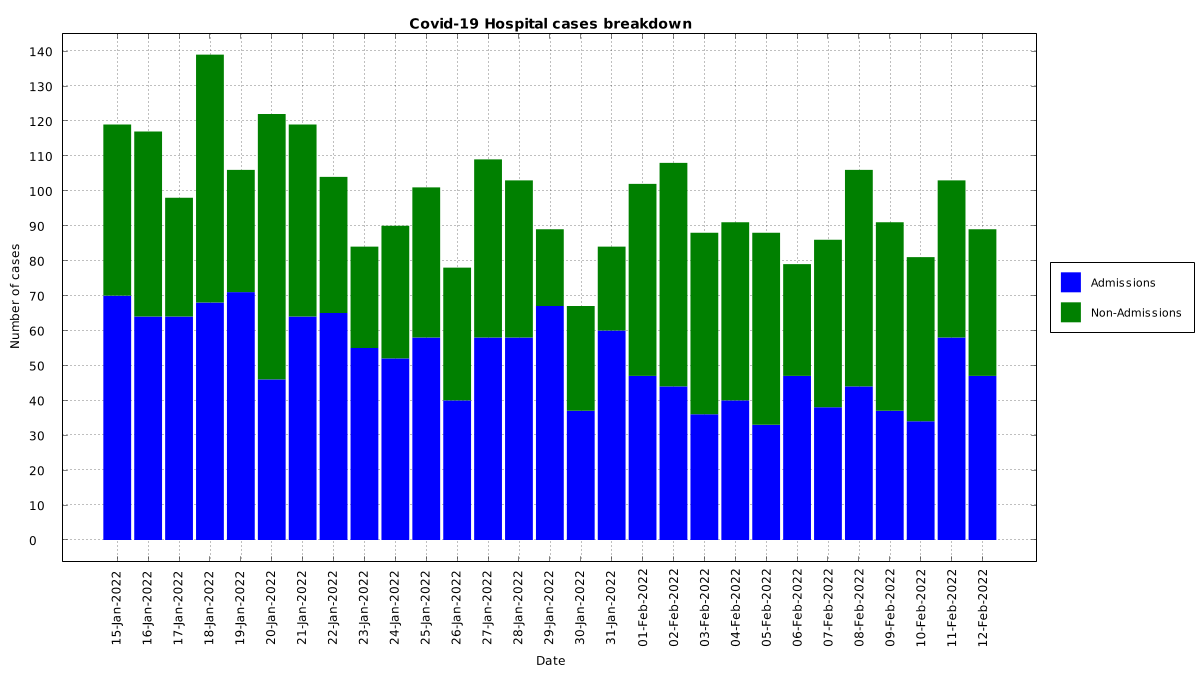 Covid-19 Hospital cases breakdown
Number of cases
140
130
120
110
100
90
80
70
60
50
40
30
20
10
0
15-Jan-2022
16-Jan-2022
17-Jan-2022
18-Jan-2022
19-Jan-2022
20-Jan-2022
21-Jan-2022
22-Jan-2022
23-Jan-2022
24-Jan-2022
25-Jan-2022
26-Jan-2022
27-Jan-2022
28-Jan-2022
29-Jan-2022
30-Jan-2022
31-Jan-2022
01-Feb-2022
02-Feb-2022
03-Feb-2022
04-Feb-2022
05-Feb-2022
06-Feb-2022
07-Feb-2022
08-Feb-2022
09-Feb-2022
10-Feb-2022
11-Feb-2022
12-Feb-2022
Date
Admissions
Non-Admissions